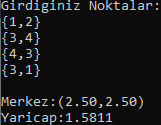 Girdiginiz Noktalar:
{1,2}
{3,4}
{4,3}
{3,1}
Merkez:(2.50,2.50)
Yaricap:1.5811